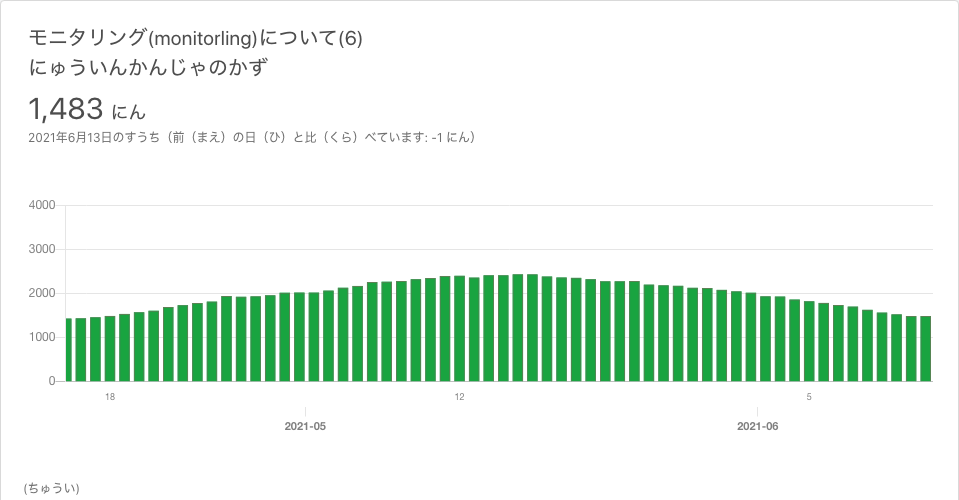 モニタリング(monitorling)について(6)
にゅういんかんじゃのかず
1,483 にん
2021年6月13日のすうち（前（まえ）の日（ひ）と比（くら）べています: -1 にん）
4000
3000
2000
1000
0
18 12 5
2021-05 2021-06
(ちゅうい)